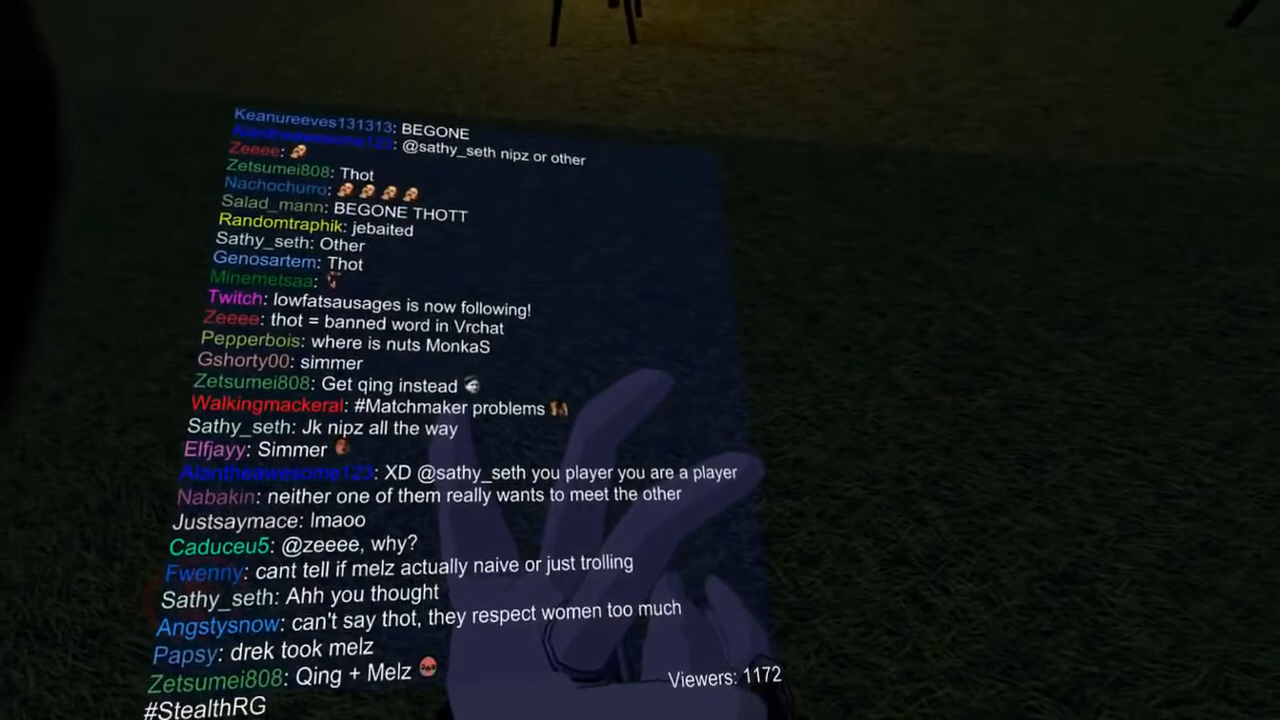 Keanureeves131313: BEGONE
Alantheawesome123: @sathy_seth nipz or other
Zeeee:
Zetsumei808: Thot
Nachochurro:
Salad_mann: BEGONE THOTT
Randomtraphik: jebaited
Sathy_seth: Other
Genosartem: Thot
Minemetsaa:
Twitch: lowfatsausages is now following!
Zeeee: thot = banned word in Vrchat
Pepperbois: where is nuts MonkaS
Gshorty00: simmer
Zetsumei808: Get qing instead
Walkingmackeral: #Matchmaker problems
Sathy_seth: Jk nipz all the way
Elfjayy: Simmer
Alantheawesome123: XD @sathy_seth you player you are a player
Nabakin: neither one of them really wants to meet the other
Justsaymace: lmaoo
Caduceu5: @zeeee, why?
Fwenny: cant tell if melz actually naive or just trolling
Sathy_seth: Ahh you thought
Angstysnow: can't say thot, they respect women too much
Papsy: drek took melz
Zetsumei808: Qing + Melz
Viewers: 1172
#StealthRG